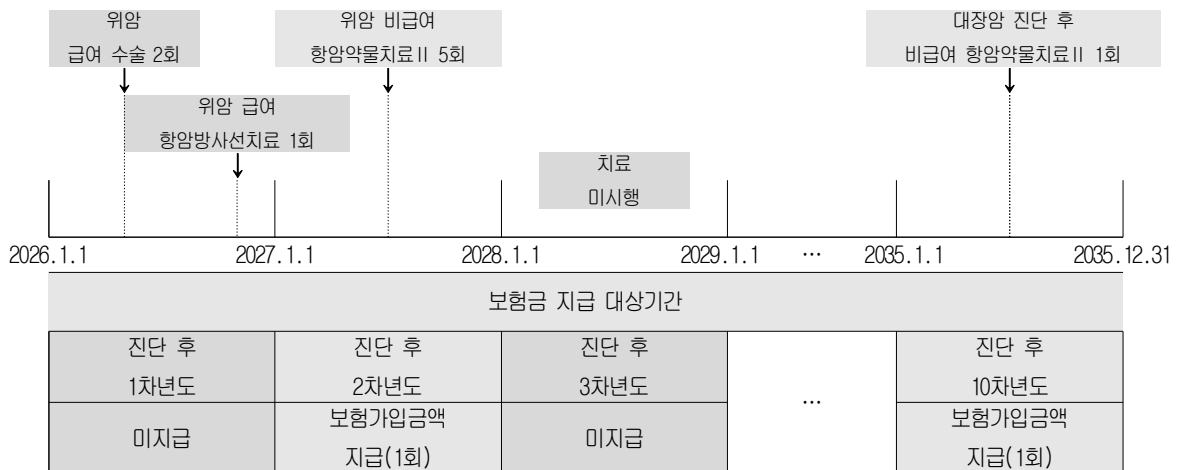 위암
급여 수술 2회
위암 비급여
항암약물치료Ⅱ 5회
대장암 진단 후
비급여 항암약물치료Ⅱ 1회
위암 급여
항암방사선치료 1회
치료
미시행
2026.1.1 2027.1.1 2028.1.1 2029.1.1 … 2035.1.1 2035.12.31
보험금 지급 대상기간
진단 후 진단 후 진단 후 진단 후
1차년도 2차년도 3차년도 … 10차년도
미지급 보험가입금액 미지급 보험가입금액
지급(1회) 지급(1회)